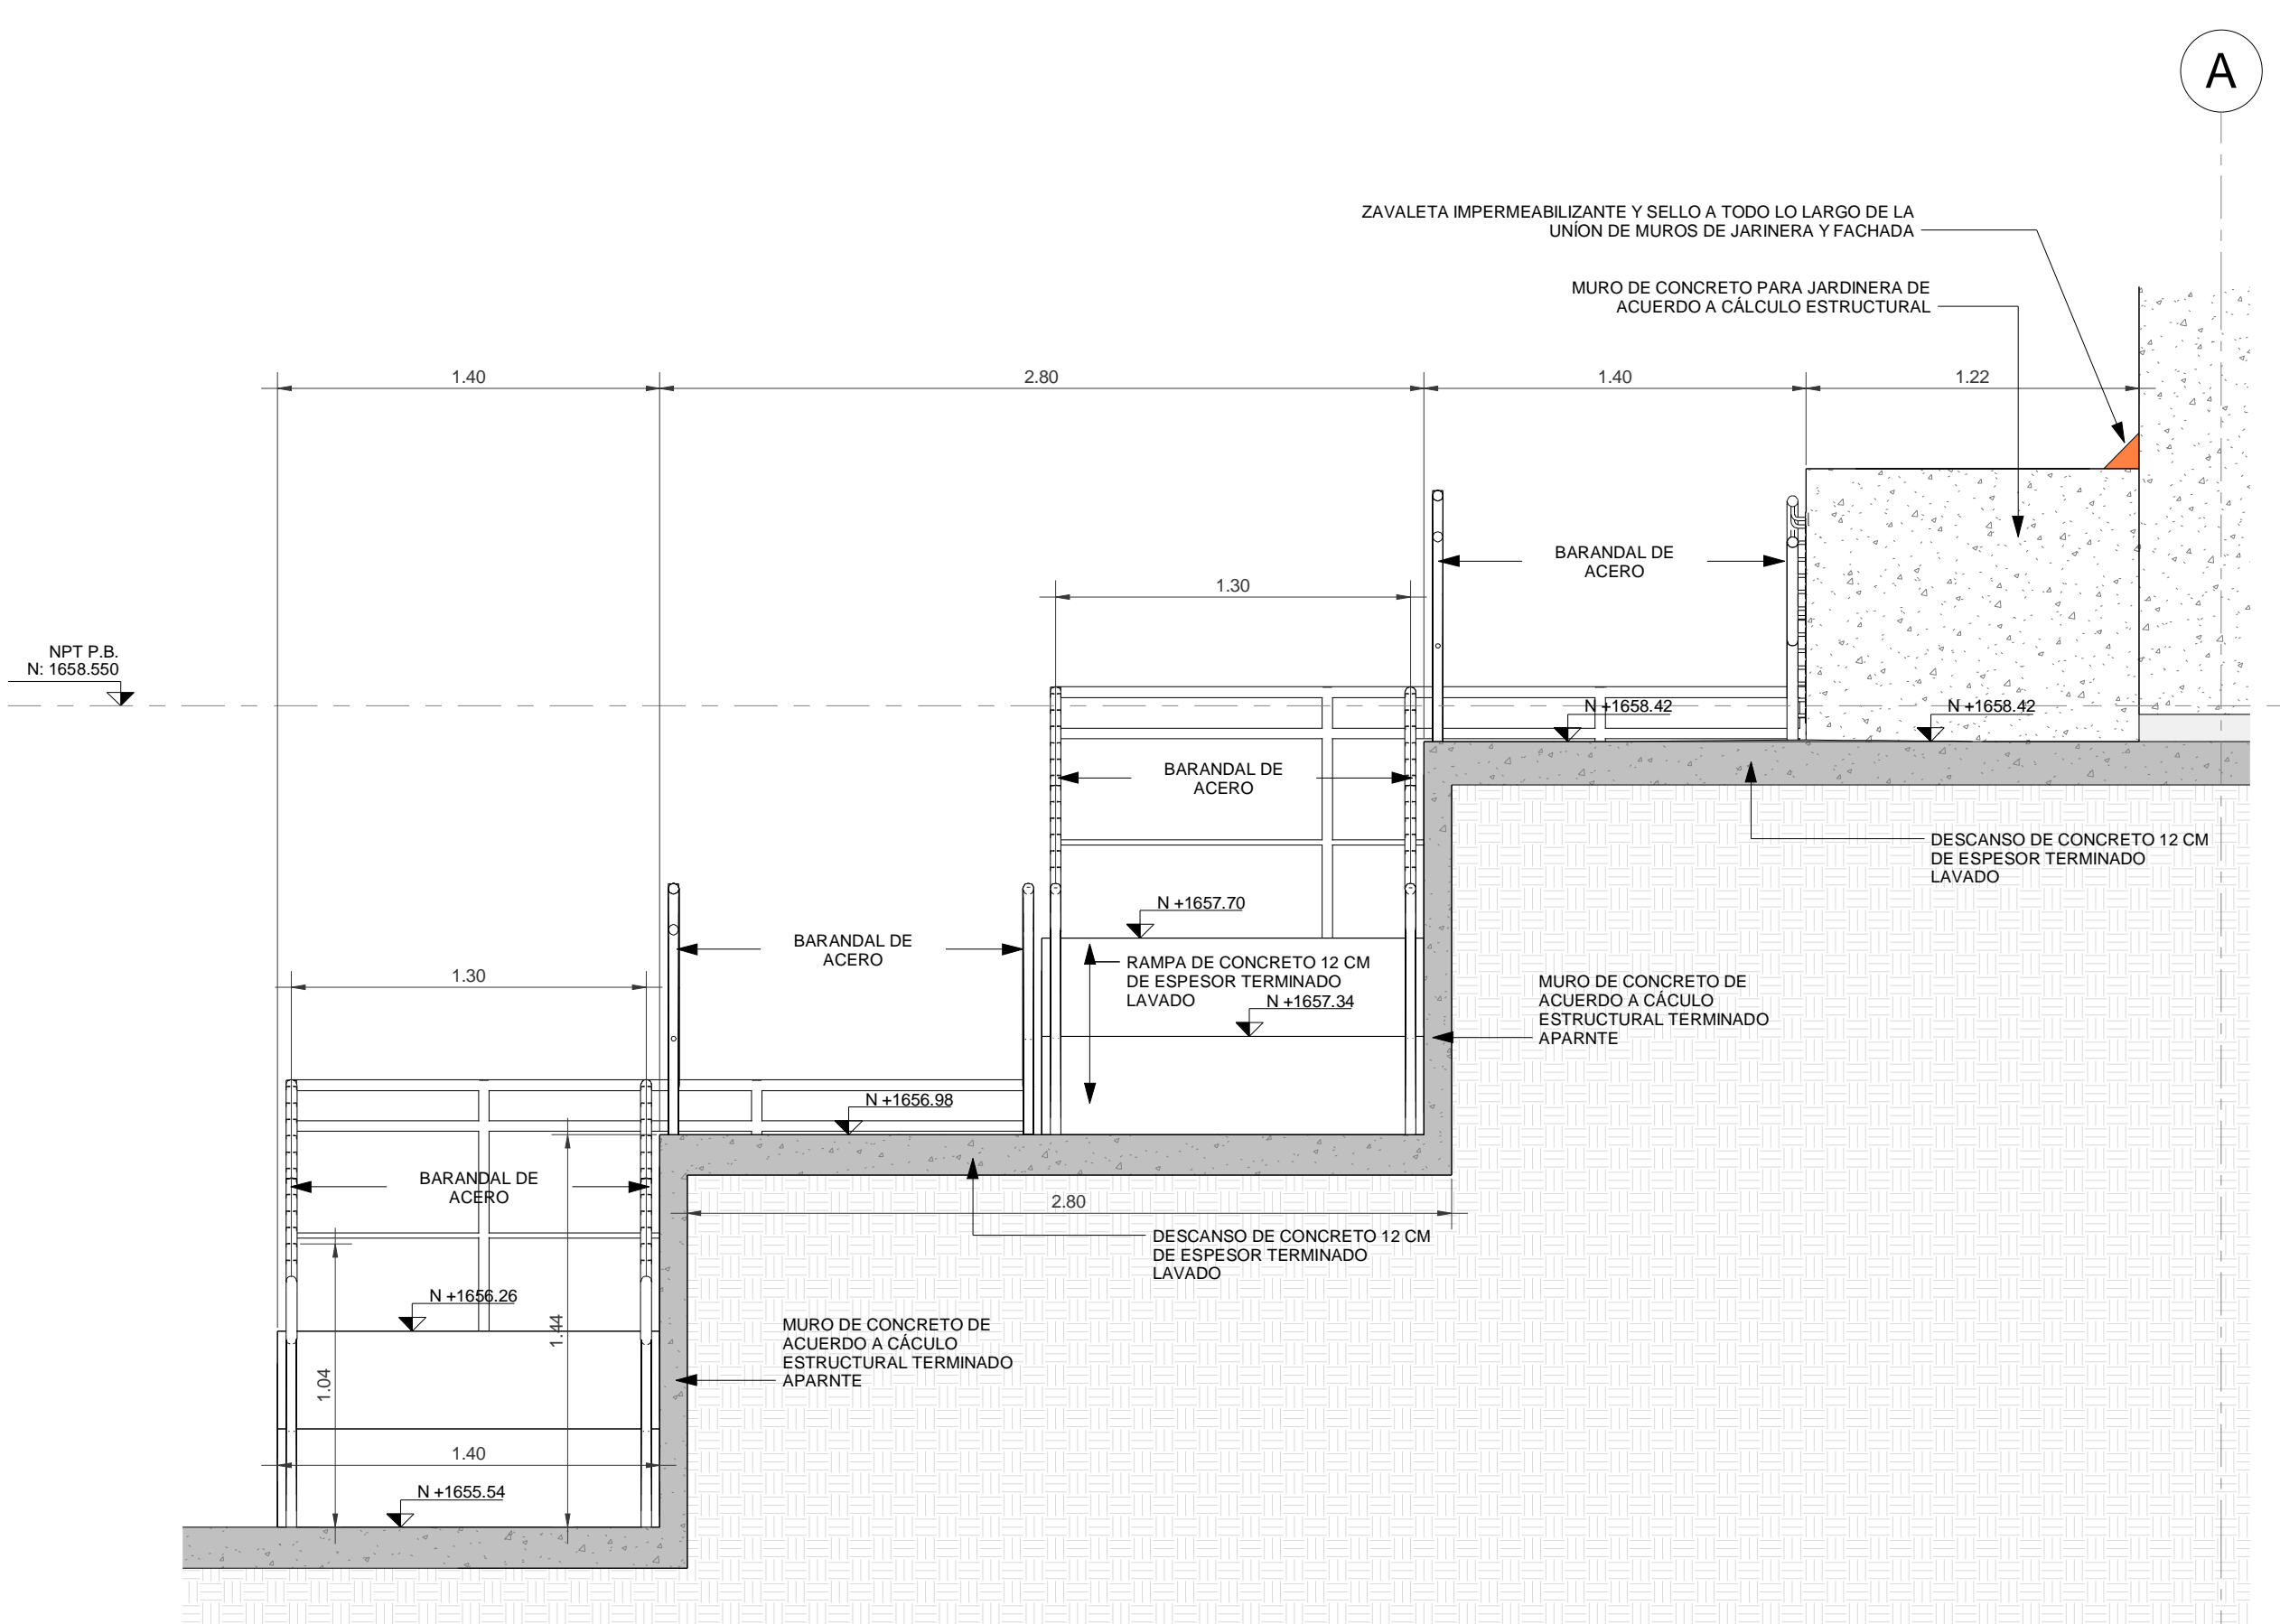 A
ZAVALETA IMPERMEABILIZANTE Y SELLO A TODO LO LARGO DE LA
UNÍON DE MUROS DE JARINERA Y FACHADA
MURO DE CONCRETO PARA JARDINERA DE
ACUERDO A CÁLCULO ESTRUCTURAL
1.40
2.80
1.40
1.22
BARANDAL DE
ACERO
1.30
NPT P.B.
N: 1658.550
N +1658.42
N +1658.42
BARANDAL DE
ACERO
DESCANSO DE CONCRETO 12 CM
DE ESPESOR TERMINADO
LAVADO
N +1657.70
BARANDAL DE
ACERO
RAMPA DE CONCRETO 12 CM
DE ESPESOR TERMINADO
LAVADO
N +1657.34
1.30
MURO DE CONCRETO DE
ACUERDO A CÁCULO
ESTRUCTURAL TERMINADO
APARNTE
N +1656.98
BARANDAL DE
ACERO
2.80
DESCANSO DE CONCRETO 12 CM
DE ESPESOR TERMINADO
LAVADO
N +1656.26
1.44
MURO DE CONCRETO DE
ACUERDO A CÁCULO
ESTRUCTURAL TERMINADO
APARNTE
1.04
1.40
N +1655.54